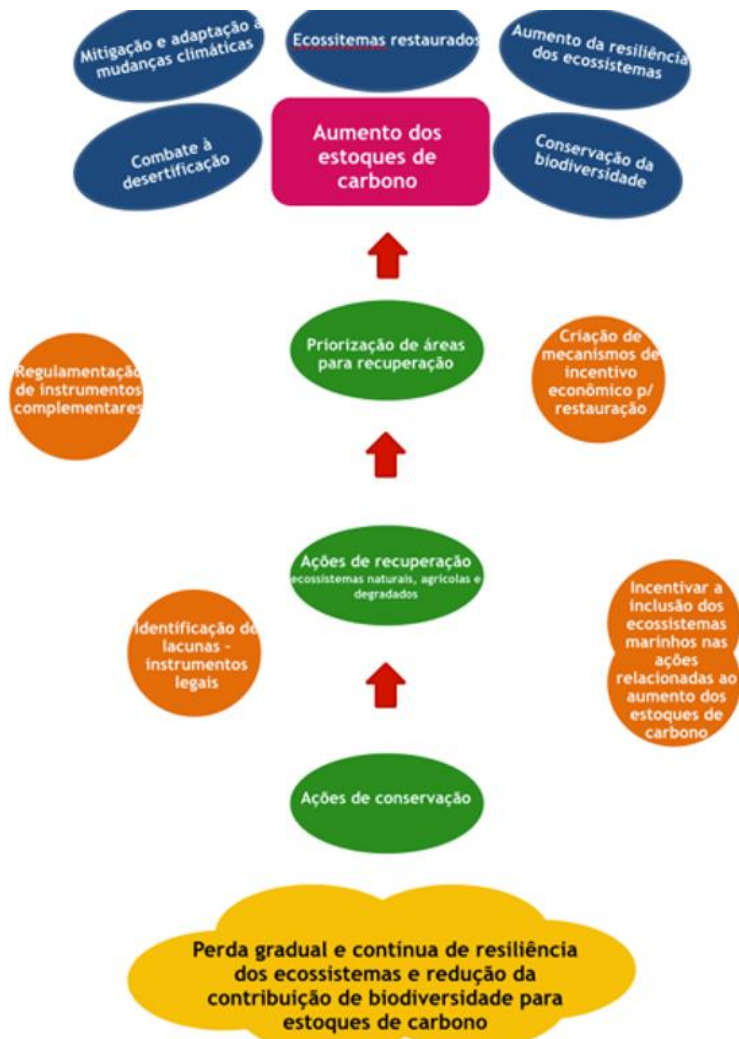 Mitigação e adaptação à
mudanças climáticas
Ecossitemas restaurados
Aumento da resiliência
dos ecossistemas
Combate à
desertificação
Aumento dos
estoques de
carbono
Conservação da
biodiversidade
Priorização de áreas
para recuperação
Regulamentação
de instrumentos
complementares
Criação de
mecanismos de
incentivo
econômico p/
restauração
Ações de recuperação
ecossistemas naturais, agrícolas e
degradados
Identificação de
lacunas –
instrumentos
legais
Incentivar a
inclusão dos
ecossistemas
marinhos nas
ações
relacionadas ao
aumento dos
estoques de
carbono
Ações de conservação
Perda gradual e contínua de resiliência
dos ecossistemas e redução da
contribuição de biodiversidade para
estoques de carbono